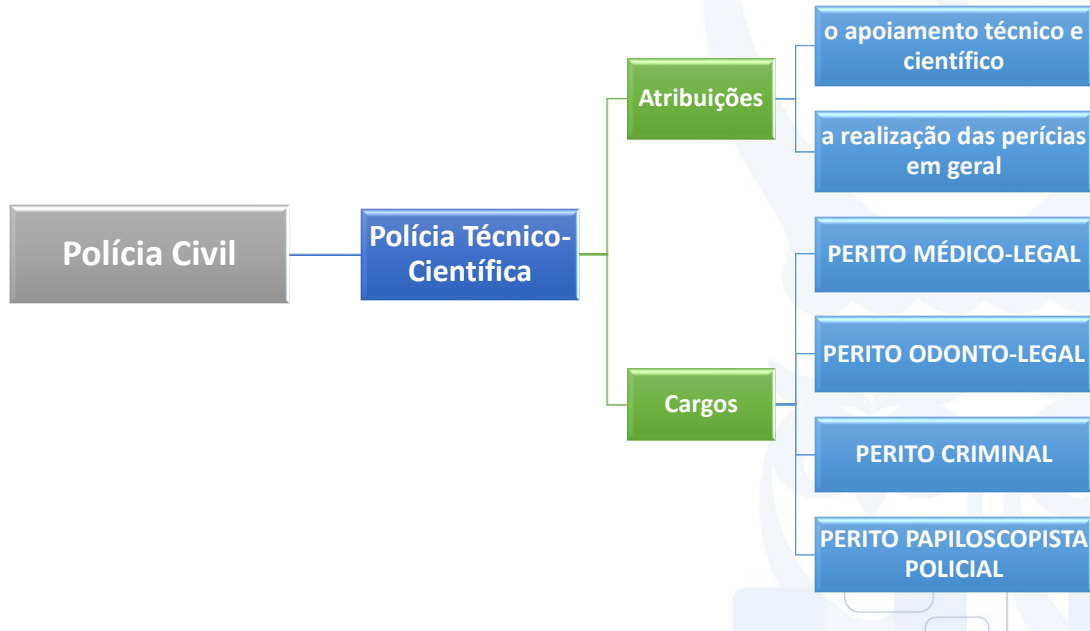 Polícia Civil
Polícia Técnico-
Científica
Atribuições
o apoiamento técnico e
científico
a realização das perícias
em geral
Cargos
PERITO MÉDICO-LEGAL
PERITO ODONTO-LEGAL
PERITO CRIMINAL
PERITO PAPILOSCOPISTA
POLICIAL